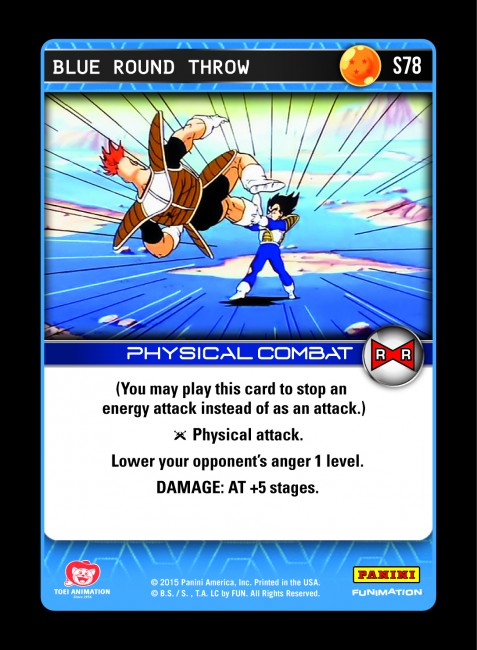 BLUE ROUND THROW S78
PHYSICAL COMBAT R R
(You may play this card to stop an
energy attack instead of as an attack.)
Physical attack.
Lower your opponent's anger 1 level.
DAMAGE: AT +5 stages.
TOEI ANIMATION
© 2015 Panini America, Inc. Printed in the USA.
© B.S. / S. , T.A. LC by FUN. All Rights Reserved.
PANINI
FUNIMATION